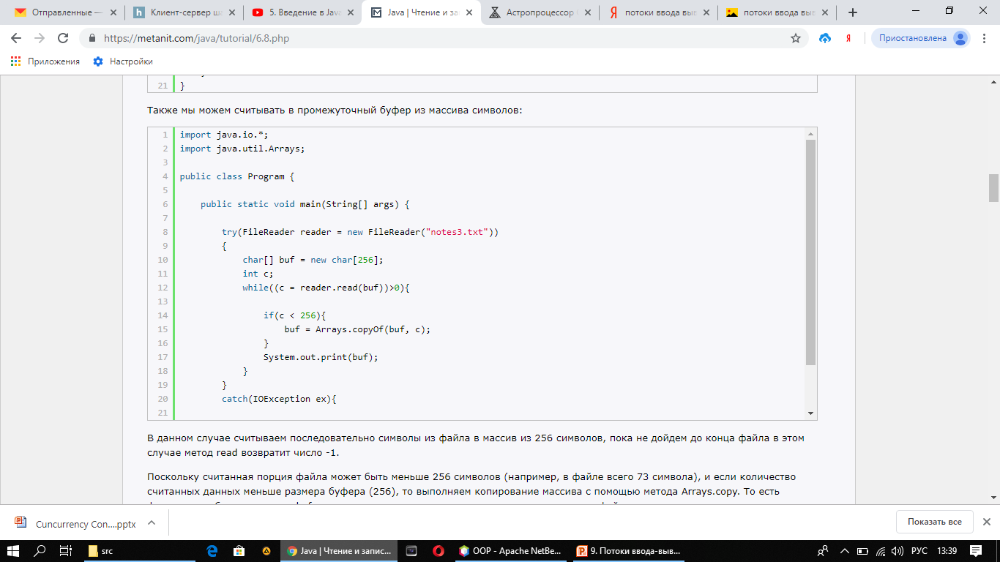 Отправленные —
Клиент-сервер ша
5. Введение в Java
Java | Чтение и за
Астропроцессор
потоки ввода выв
потоки ввода выв
https://metanit.com/java/tutorial/6.8.php
Приостановлена
Приложения
Настройки
21 }
Также мы можем считывать в промежуточный буфер из массива символов:
1 import java.io.*;
2 import java.util.Arrays;
3
4 public class Program {
5
6 public static void main(String[] args) {
7
8 try(FileReader reader = new FileReader("notes3.txt"))
9 {
10 char[] buf = new char[256];
11 int c;
12 while((c = reader.read(buf))>0){
13
14 if(c < 256){
15 buf = Arrays.copyOf(buf, c);
16 }
17 System.out.print(buf);
18 }
19 }
20 catch(IOException ex){
21
В данном случае считываем последовательно символы из файла в массив из 256 символов, пока не дойдем до конца файла в этом
случае метод read возвратит число -1.
Поскольку считанная порция файла может быть меньше 256 символов (например, в файле всего 73 символа), и если количество
считанных данных меньше размера буфера (256), то выполняем копирование массива с помощью метода Arrays.copy. То есть
Cuncurrency Con....pptx
Показать все
src
Java | Чтение и запис...
OOP - Apache NetBe...
9. Потоки ввода-выв...
РУС
13:39